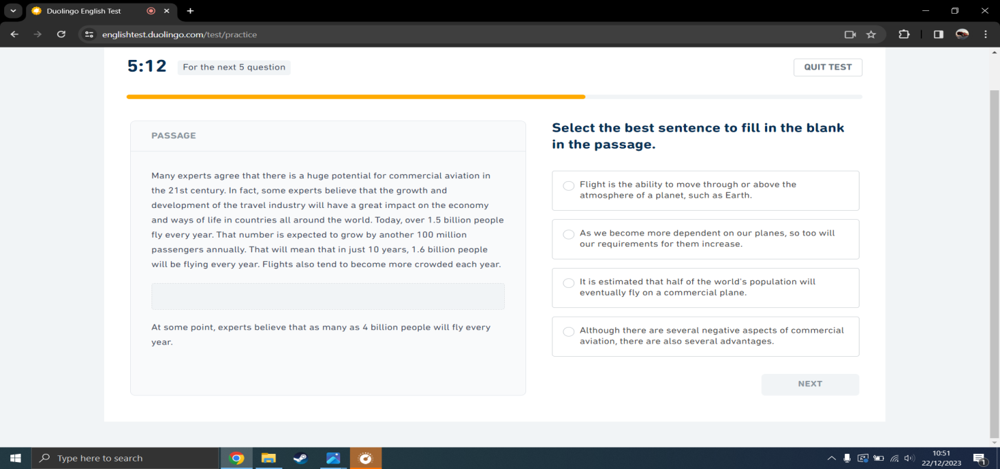 Duolingo English Test
englishtest.duolingo.com/test/practice
5:12
For the next 5 question
QUIT TEST
PASSAGE
Many experts agree that there is a huge potential for commercial aviation in
the 21st century. In fact, some experts believe that the growth and
development of the travel industry will have a great impact on the economy
and ways of life in countries all around the world. Today, over 1.5 billion people
fly every year. That number is expected to grow by another 100 million
passengers annually. That will mean that in just 10 years, 1.6 billion people
will be flying every year. Flights also tend to become more crowded each year.
At some point, experts believe that as many as 4 billion people will fly every
year.
Select the best sentence to fill in the blank
in the passage.
Flight is the ability to move through or above the
atmosphere of a planet, such as Earth.
As we become more dependent on our planes, so too will
our requirements for them increase.
It is estimated that half of the world's population will
eventually fly on a commercial plane.
Although there are several negative aspects of commercial
aviation, there are also several advantages.
NEXT
Type here to search
10:51
22/12/2023
1